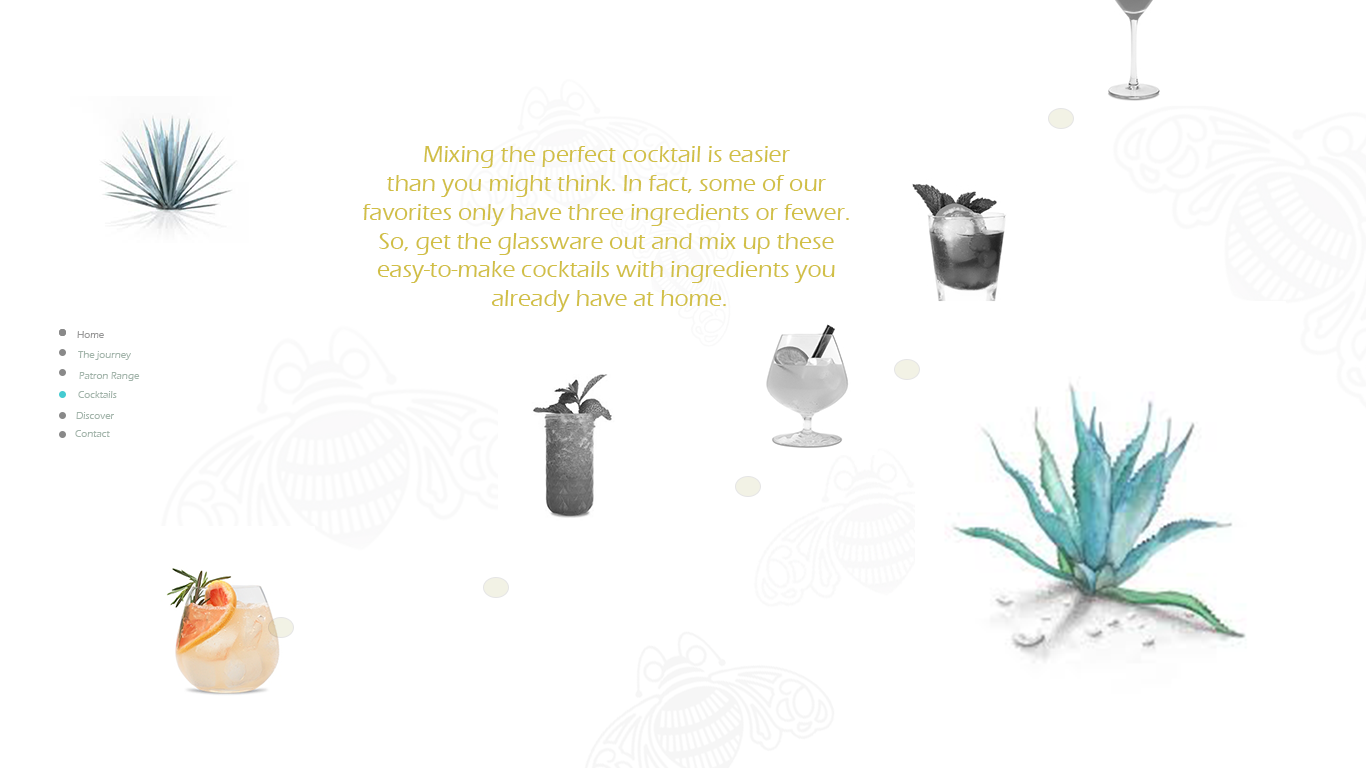 Mixing the perfect cocktail is easier
than you might think. In fact, some of our
favorites only have three ingredients or fewer.
So, get the glassware out and mix up these
easy-to-make cocktails with ingredients you
already have at home.
Home
The journey
Patron Range
Cocktails
Discover
Contact